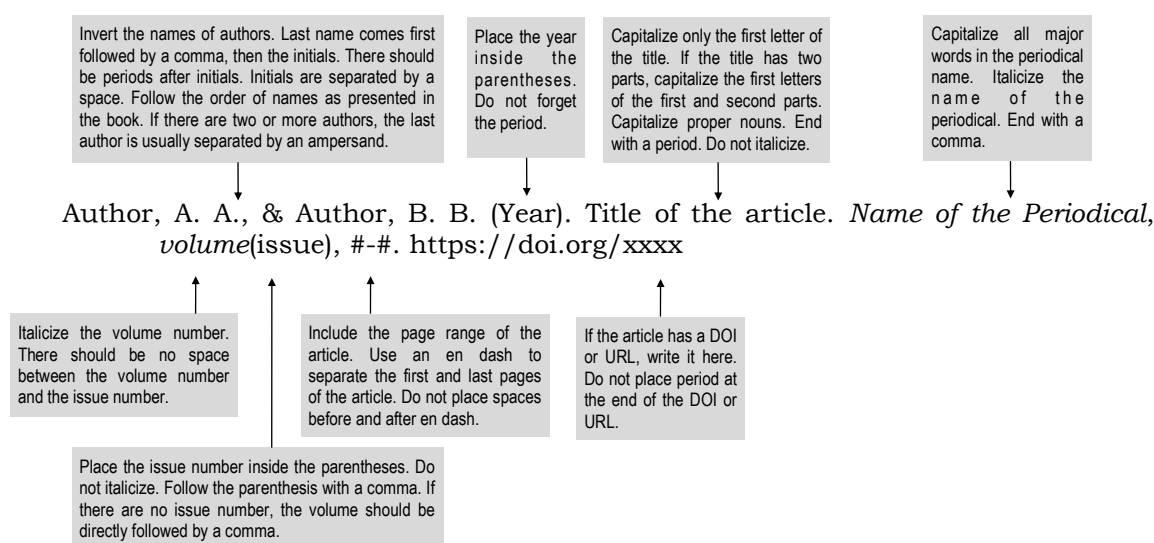 Invert the names of authors. Last name comes first
followed by a comma, then the initials. There should
be periods after initials. Initials are separated by a
space. Follow the order of names as presented in
the book. If there are two or more authors, the last
author is usually separated by an ampersand.
Place the year
inside the
parentheses.
Do not forget
the period.
Capitalize only the first letter of
the title. If the title has two
parts, capitalize the first letters
of the first and second parts.
Capitalize proper nouns. End
with a period. Do not italicize.
Capitalize all major
words in the periodical
name. Italicize the
name of the
periodical. End with a
comma.
Author, A. A., & Author, B. B. (Year). Title of the article. Name of the Periodical,
volume(issue), #-#. https://doi.org/xxxx
Italicize the volume number.
There should be no space
between the volume number
and the issue number.
Include the page range of the
article. Use an en dash to
separate the first and last pages
of the article. Do not place spaces
before and after en dash.
If the article has a DOI
or URL, write it here.
Do not place period at
the end of the DOI or
URL.
Place the issue number inside the parentheses. Do
not italicize. Follow the parenthesis with a comma. If
there are no issue number, the volume should be
directly followed by a comma.